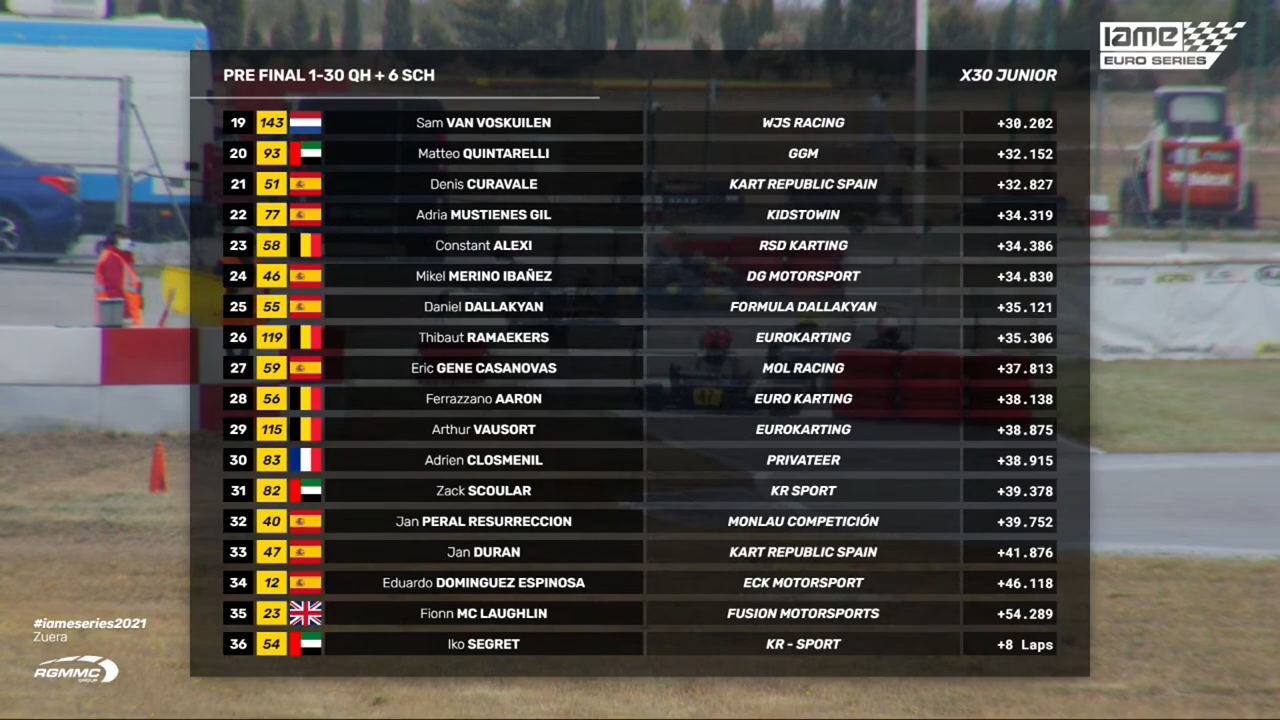 IAME
EURO SERIES
PRE FINAL 1-30 QH + 6 SCH X30 JUNIOR
19 143 Sam VAN VOSKUILEN WJS RACING +30.202
20 93 Matteo QUINTARELLI GGM +32.152
21 51 Denis CURAVALE KART REPUBLIC SPAIN +32.827
22 77 Adria MUSTIENES GIL KIDSTOWIN +34.319
23 58 Constant ALEXI RSD KARTING +34.386
24 46 Mikel MERINO IBAÑEZ DG MOTORSPORT +34.830
25 55 Daniel DALLAKYAN FORMULA DALLAKYAN +35.121
26 119 Thibaut RAMAEKERS EUROKARTING +35.306
27 59 Eric GENE CASANOVAS MOL RACING +37.813
28 56 Ferrazzano AARON EURO KARTING +38.138
29 115 Arthur VAUSORT EUROKARTING +38.875
30 83 Adrien CLOSMENIL PRIVATEER +38.915
31 82 Zack SCOULAR KR SPORT +39.378
32 40 Jan PERAL RESURRECCION MONLAU COMPETICIÓN +39.752
33 47 Jan DURAN KART REPUBLIC SPAIN +41.876
34 12 Eduardo DOMINGUEZ ESPINOSA ECK MOTORSPORT +46.118
35 23 Fionn MC LAUGHLIN FUSION MOTORSPORTS +54.289
36 54 Iko SEGRET KR - SPORT +8 Laps
#iameseries2021
Zuera
RGMMC
GROUP